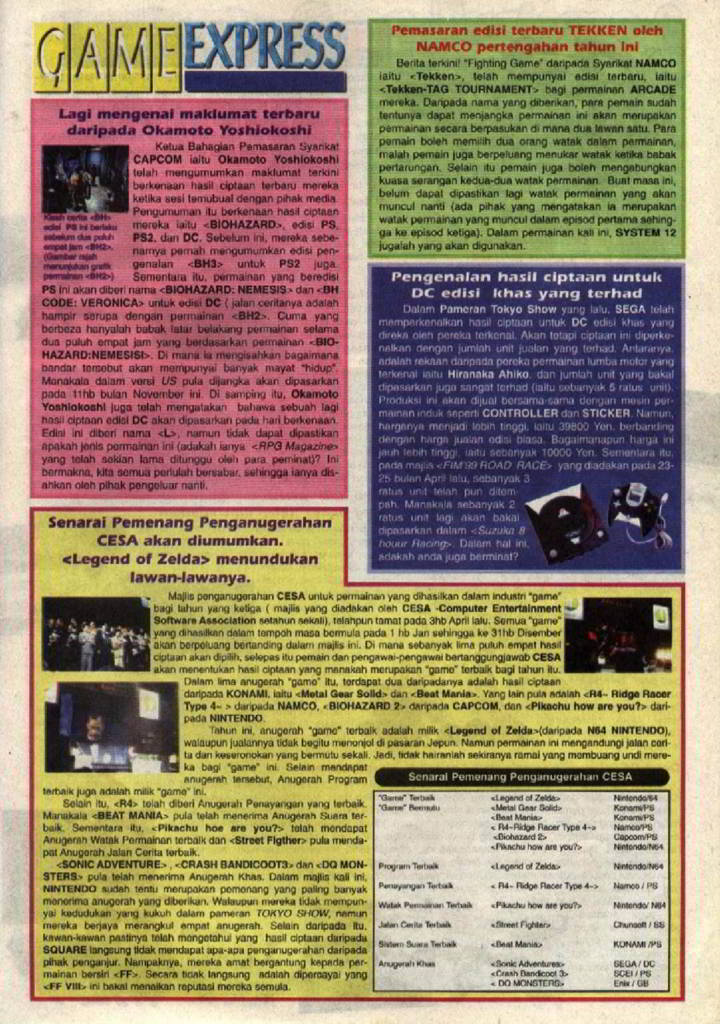 GAME EXPRESS
Lagi mengenai maklumat terbaru
daripada Okamoto Yoshiokoshi
Ketua Bahagian Pemasaran Syarikat
CAPCOM iaitu Okamoto Yoshiokoshi
telah mengumumkan maklumat terkini
berkenaan hasil ciptaan terbaru mereka
ketika sesi temubual dengan pihak media.
Pengumuman itu berkenaan hasil ciptaan
mereka iaitu <BIOHAZARD>, edisi PS,
PS2, dan DC. Sebelum ini, mereka sebe-
narnya pernah mengumumkan edisi pen-
genalan <BH3> untuk PS2 juga.
Sementara itu, permainan yang beredisi
PS ini akan diberi nama <BIOHAZARD: NEMESIS> dan <BH
CODE: VERONICA> untuk edisi DC ( jalan ceritanya adalah
hampir serupa dengan permainan <BH2>. Cuma yang
berbeza hanyalah babak latar belakang permainan selama
dua puluh empat jam yang berdasarkan permainan <BIO-
HAZARD:NEMESIS>. Di mana ia mengisahkan bagaimana
bandar tersebut akan mempunyai banyak mayat "hidup".
Manakala dalam versi US pula dijangka akan dipasarkan
pada 11hb bulan November ini. Di samping itu, Okamoto
Yoshiokoshi juga telah mengatakan bahawa sebuah lagi
hasil ciptaan edisi DC akan dipasarkan pada hari berkenaan.
Edisi ini diberi nama <L>, namun tidak dapat dipastikan
apakah jenis permainan ini (adakah ianya <RPG Magazine>
yang telah sekian lama ditunggu oleh para peminat)? Ini
bermakna, kita semua perlulah bersabar, sehingga ianya dis-
ahkan oleh pihak pengeluar nanti.
Kisah cerita <BH>
edisi PS ini berlaku
sebelum dua puluh
empat jam <BH2>.
(Gambar rajah
menunjukan grafik
permainan <BH2>)
Pemasaran edisi terbaru TEKKEN oleh
NAMCO pertengahan tahun ini
Berita terkini! "Fighting Game" daripada Syarikat NAMCO
iaitu <Tekken>, telah mempunyai edisi terbaru, iaitu
<Tekken-TAG TOURNAMENT> bagi permainan ARCADE
mereka. Daripada nama yang diberikan, para pemain sudah
tentunya dapat menjangka permainan ini akan merupakan
permainan secara berpasukan di mana dua lawan satu. Para
pemain boleh memilih dua orang watak dalam permainan,
malah pemain juga berpeluang menukar watak ketika babak
pertarungan. Selain itu pemain juga boleh mengabungkan
kuasa serangan kedua-dua watak permainan. Buat masa ini,
belum dapat dipastikan lagi watak permainan yang akan
muncul nanti (ada pihak yang mengatakan ia merupakan
watak permainan yang muncul dalam episod pertama sehing-
ga ke episod ketiga). Dalam permainan kali ini, SYSTEM 12
jugalah yang akan digunakan.
Pengenalan hasil ciptaan untuk
DC edisi khas yang terhad
Dalam Pameran Tokyo Show yang lalu, SEGA telah
memperkenalkan hasil ciptaan untuk DC edisi khas yang
direka oleh pereka terkenal. Akan tetapi ciptaan ini diperke-
nalkan dengan jumlah unit jualan yang terhad. Antaranya,
adalah rekaan daripada pereka permainan lumba motor yang
terkenal iaitu Hiranaka Ahiko, dan jumlah unit yang bakal
dipasarkan juga sangat terhad (iaitu sebanyak 5 ratus unit).
Produksi ini akan dijual bersama-sama dengan mesin per-
mainan induk seperti CONTROLLER dan STICKER. Namun,
harganya menjadi lebih tinggi, iaitu 39800 Yen, berbanding
dengan harga jualan edisi biasa. Bagaimanapun harga ini
jauh lebih tinggi, iaitu sebanyak 10000 Yen. Sementara itu,
pada majlis <FIM'99 ROAD RACE> yang diadakan pada 23-
25 bulan April lalu, sebanyak 3
ratus unit telah pun ditem-
pah. Manakala sebanyak 2
ratus unit lagi akan bakal
dipasarkan dalam <Suzuka 8
houur Racing>. Dalam hal ini,
adakah anda juga berminat?
Senarai Pemenang Penganugerahan
CESA akan diumumkan.
<Legend of Zelda> menundukan
lawan-lawanya.
Majlis penganugerahan CESA untuk permainan yang dihasilkan dalam industri "game"
bagi tahun yang ketiga ( majlis yang diadakan oleh CESA -Computer Entertainment
Software Association setahun sekali), telahpun tamat pada 3hb April lalu. Semua "game"
yang dihasilkan dalam tempoh masa bermula pada 1 hb Jan sehingga ke 31hb Disember
akan berpeluang bertanding dalam majlis ini. Di mana sebanyak lima puluh empat hasil
ciptaan akan dipilih, selepas itu pemain dan pengawai-pengawai bertanggungjawab CESA
akan menentukan hasil ciptaan yang manakah merupakan "game" terbaik bagi tahun itu.
Dalam lima anugerah "game" itu, terdapat dua daripadanya adalah hasil ciptaan
daripada KONAMI, iaitu <Metal Gear Solid> dan <Beat Mania>. Yang lain pula adalah <R4- Ridge Racer
Type 4- > daripada NAMCO, <BIOHAZARD 2> daripada CAPCOM, dan <Pikachu how are you?> dari-
pada NINTENDO.
Tahun ini, anugerah "game" terbaik adalah milik <Legend of Zelda>(daripada N64 NINTENDO),
walaupun jualannya tidak begitu menonjol di pasaran Jepun. Namun permainan ini mengandungi jalan ceri-
ta dan keseronokan yang bermutu sekali. Jadi, tidak hairanlah sekiranya ramai yang membuang undi mere-
ka bagi "game" ini. Selain mendapat
anugerah tersebut, Anugerah Program
terbaik juga adalah milik "game" ini.
Selain itu, <R4> telah diberi Anugerah Penayangan yang terbaik.
Manakala <BEAT MANIA> pula telah menerima Anugerah Suara ter-
baik. Sementara itu, <Pikachu hoe are you?> telah mendapat
Anugerah Watak Permainan terbaik dan <Street Figther> pula menda-
pat Anugerah Jalan Cerita terbaik.
<SONIC ADVENTURE> , <CRASH BANDICOOT3> dan <DQ MON-
STERS> pula telah menerima Anugerah Khas. Dalam majlis kali ini,
NINTENDO sudah tentu merupakan pemenang yang paling banyak
menerima anugerah yang diberikan. Walaupun mereka tidak mempun-
yai kedudukan yang kukuh dalam pameran TOKYO SHOW, namun
mereka berjaya merangkul empat anugerah. Selain daripada itu,
kawan-kawan pastinya telah mengetahui yang hasil ciptaan daripada
SQUARE langsung tidak mendapat apa-apa penganugerahan daripada
pihak penganjur. Nampaknya, mereka amat bergantung kepada per-
mainan bersiri <FF>. Secara tidak langsung adalah dipercayai yang
<FF VIII> ini bakal menaikan reputasi mereka semula.
Senarai Pemenang Penganugerahan CESA
"Game" Terbaik <Legend of Zelda> Nintendo/64
"Game" Bermutu <Metal Gear Solid> Konami/PS
<Beat Mania> Konami/PS
< R4-Ridge Racer Type 4-> Namco/PS
<Biohazard 2> Capcom/PS
<Pikachu how are you?> Nintendo/N64
Program Terbaik <Legend of Zelda> Nintendo/N64
Penayangan Terbaik < R4- Ridge Racer Type 4-> Namco / PS
Watak Permainan Terbaik <Pikachu how are you?> Nintendo/ N64
Jalan Cerita Terbaik <Street Fighter> Chunsoft / SS
Sistem Suara Terbaik <Beat Mania> KONAMI /PS
Anugerah Khas <Sonic Adventures> SEGA / DC
<Crash Bandicoot 3> SCEI / PS
< DQ MONSTERS> Enix / GB